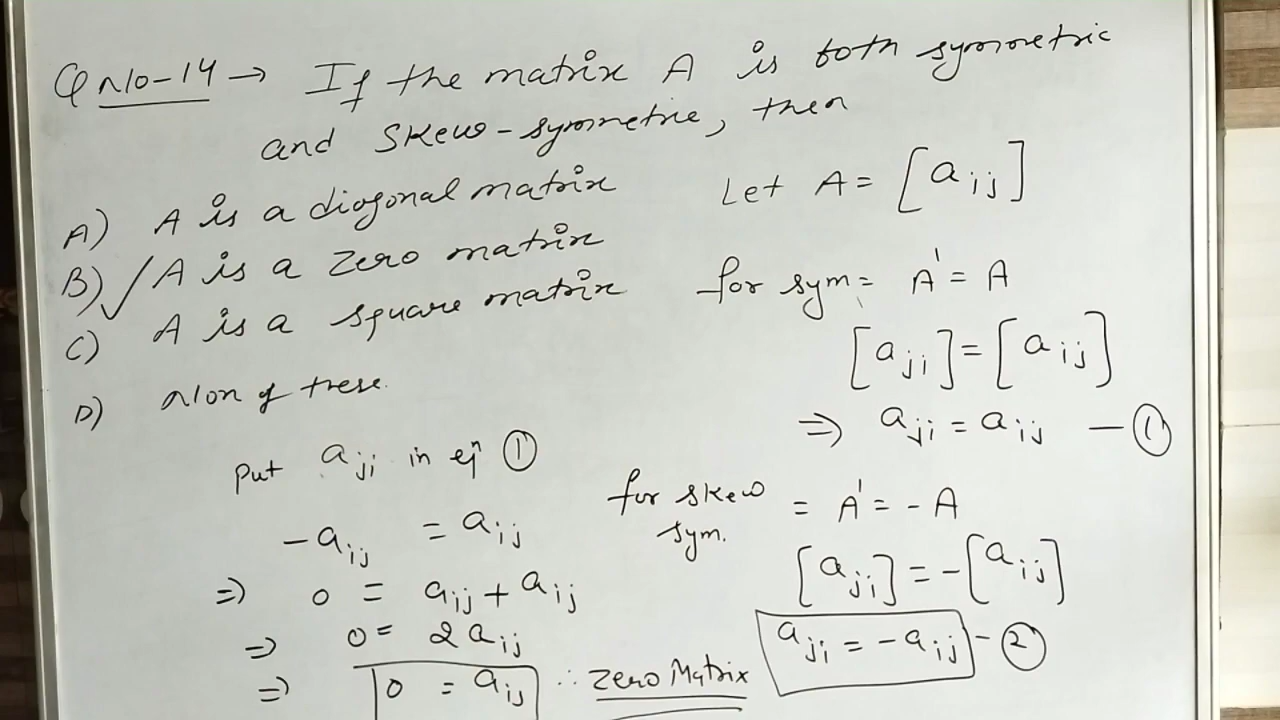 Q No-14 → If the matrix A is both symmetric
and Skew-symmetric, then
A) A is a diagonal matrix
B) ✓ A is a zero matrix
C) A is a square matrix
D) Non of these.
Let A = [aij]
for sym = A' = A
[aji] = [aij]
⇒ aji = aij — ①
for skew sym. = A' = - A
[aji] = -[aij]
aji = -aij - ②
Put aji in eqn ①
-aij = aij
⇒ 0 = aij + aij
⇒ 0 = 2aij
⇒ 0 = aij ∴ Zero Matrix